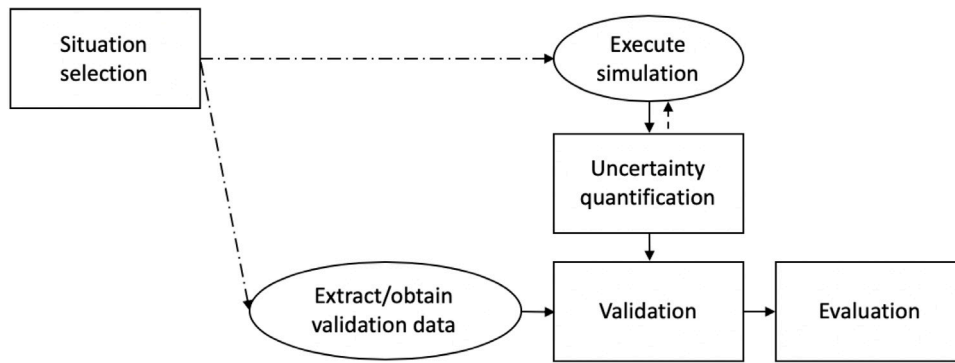 Situation
selection
Execute
simulation
Uncertainty
quantification
Extract/obtain
validation data
Validation
Evaluation